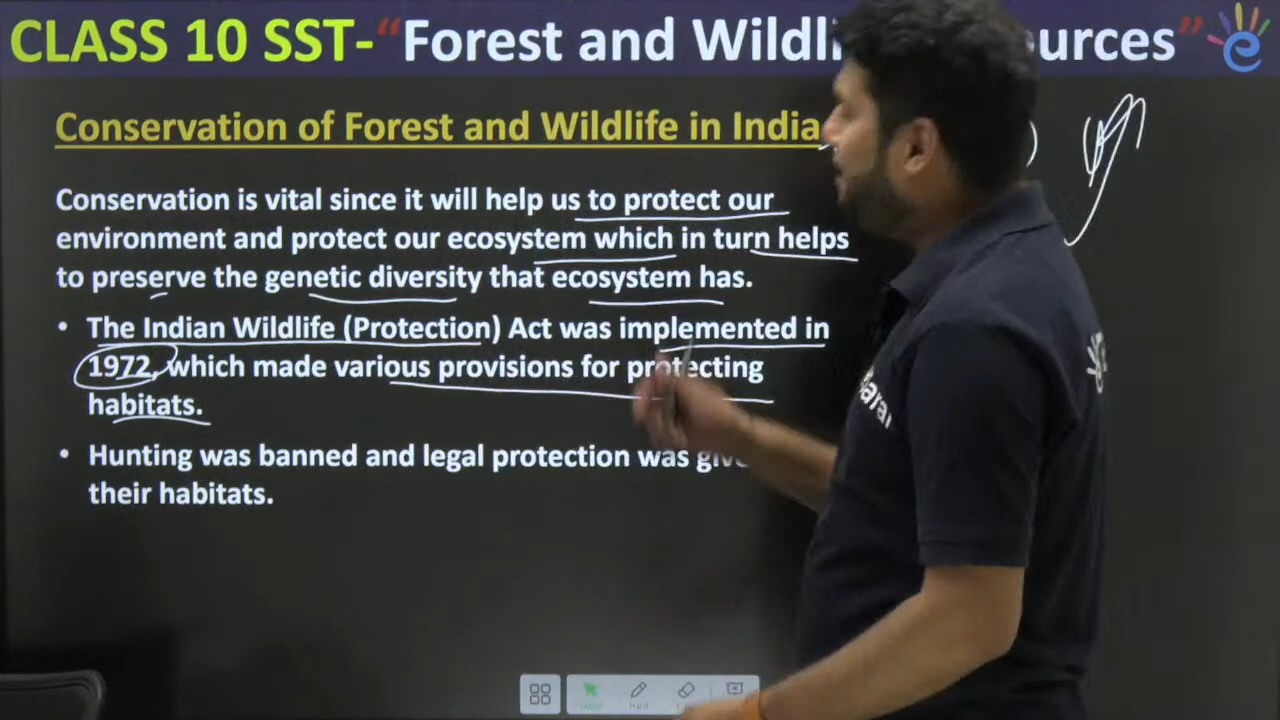 CLASS 10 SST-"Forest and Wildli ources"
Conservation of Forest and Wildlife in India
Conservation is vital since it will help us to protect our
environment and protect our ecosystem which in turn helps
to preserve the genetic diversity that ecosystem has.
• The Indian Wildlife (Protection) Act was implemented in
1972, which made various provisions for protecting
habitats.
• Hunting was banned and legal protection was give
their habitats.